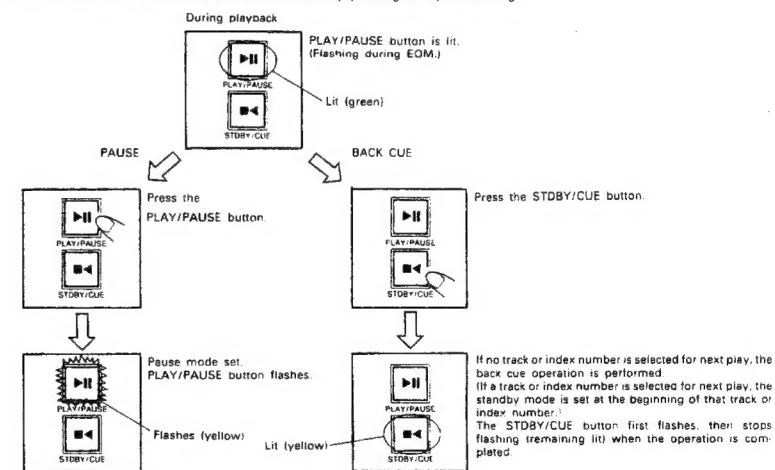 During playback
PLAY/PAUSE button is lit.
(Flashing during EOM.)
PLAY/PAUSE
Lit (green)
STDBY/CUE
PAUSE
BACK CUE
Press the
PLAY/PAUSE button.
PLAY/PAUSE
STDBY/CUE
Press the STDBY/CUE button.
PLAY/PAUSE
STDBY/CUE
Pause mode set.
PLAY/PAUSE button flashes.
PLAY/PAUSE
Flashes (yellow)
STDBY/CUE
PLAY/PAUSE
Lit (yellow)
STDBY/CUE
If no track or index number is selected for next play, the
back cue operation is performed.
(If a track or index number is selected for next play, the
standby mode is set at the beginning of that track or
index number.)
The STDBY/CUE button first flashes, then stops
flashing (remaining lit) when the operation is com-
pleted.